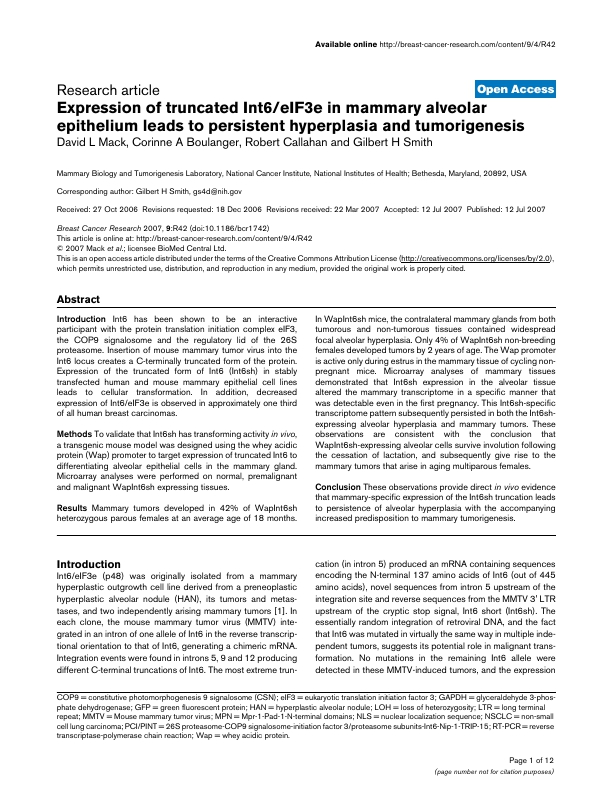 Available online http://breast-cancer-research.com/content/9/4/R42
Research article
Open Access
Expression of truncated Int6/eIF3e in mammary alveolar
epithelium leads to persistent hyperplasia and tumorigenesis
David L Mack, Corinne A Boulanger, Robert Callahan and Gilbert H Smith
Mammary Biology and Tumorigenesis Laboratory, National Cancer Institute, National Institutes of Health; Bethesda, Maryland, 20892, USA
Corresponding author: Gilbert H Smith, gs4d@nih.gov
Received: 27 Oct 2006 Revisions requested: 18 Dec 2006 Revisions received: 22 Mar 2007 Accepted: 12 Jul 2007 Published: 12 Jul 2007
Breast Cancer Research 2007, 9:R42 (doi:10.1186/bcr1742)
This article is online at: http://breast-cancer-research.com/content/9/4/R42
© 2007 Mack et al.; licensee BioMed Central Ltd.
This is an open access article distributed under the terms of the Creative Commons Attribution License (http://creativecommons.org/licenses/by/2.0),
which permits unrestricted use, distribution, and reproduction in any medium, provided the original work is properly cited.
Abstract
Introduction Int6 has been shown to be an interactive
participant with the protein translation initiation complex eIF3,
the COP9 signalosome and the regulatory lid of the 26S
proteasome. Insertion of mouse mammary tumor virus into the
Int6 locus creates a C-terminally truncated form of the protein.
Expression of the truncated form of Int6 (Int6sh) in stably
transfected human and mouse mammary epithelial cell lines
leads to cellular transformation. In addition, decreased
expression of Int6/eIF3e is observed in approximately one third
of all human breast carcinomas.
Methods To validate that Int6sh has transforming activity in vivo,
a transgenic mouse model was designed using the whey acidic
protein (Wap) promoter to target expression of truncated Int6 to
differentiating alveolar epithelial cells in the mammary gland.
Microarray analyses were performed on normal, premalignant
and malignant WapInt6sh expressing tissues.
Results Mammary tumors developed in 42% of WapInt6sh
heterozygous parous females at an average age of 18 months.
In WapInt6sh mice, the contralateral mammary glands from both
tumorous and non-tumorous tissues contained widespread
focal alveolar hyperplasia. Only 4% of WapInt6sh non-breeding
females developed tumors by 2 years of age. The Wap promoter
is active only during estrus in the mammary tissue of cycling non-
pregnant mice. Microarray analyses of mammary tissues
demonstrated that Int6sh expression in the alveolar tissue
altered the mammary transcriptome in a specific manner that
was detectable even in the first pregnancy. This Int6sh-specific
transcriptome pattern subsequently persisted in both the Int6sh-
expressing alveolar hyperplasia and mammary tumors. These
observations are consistent with the conclusion that
WapInt6sh-expressing alveolar cells survive involution following
the cessation of lactation, and subsequently give rise to the
mammary tumors that arise in aging multiparous females.
Conclusion These observations provide direct in vivo evidence
that mammary-specific expression of the Int6sh truncation leads
to persistence of alveolar hyperplasia with the accompanying
increased predisposition to mammary tumorigenesis.
Introduction
Int6/eIF3e (p48) was originally isolated from a mammary
hyperplastic outgrowth cell line derived from a preneoplastic
hyperplastic alveolar nodule (HAN), its tumors and metas-
tases, and two independently arising mammary tumors [1]. In
each clone, the mouse mammary tumor virus (MMTV) inte-
grated in an intron of one allele of Int6 in the reverse transcrip-
tional orientation to that of Int6, generating a chimeric mRNA.
Integration events were found in introns 5, 9 and 12 producing
different C-terminal truncations of Int6. The most extreme trun-
cation (in intron 5) produced an mRNA containing sequences
encoding the N-terminal 137 amino acids of Int6 (out of 445
amino acids), novel sequences from intron 5 upstream of the
integration and reverse sequences from the MMTV 3' LTR
upstream of the cryptic stop signal, Int6 short (Int6sh). The
essentially random integration of retroviral DNA, and the fact
that Int6 was mutated in virtually the same way in multiple inde-
pendent tumors, suggests its potential role in malignant trans-
formation. No mutations in the remaining Int6 allele were
detected in these MMTV-induced tumors, and the expression
COP9 = constitutive photomorphogenesis 9 signalosome (CSN); eIF3 = eukaryotic translation initiation factor 3; GAPDH = glyceraldehyde 3-phos-
phate dehydrogenase; GFP = green fluorescent protein; HAN = hyperplastic alveolar nodule; LOH = loss of heterozygosity; LTR = long terminal
repeat; MMTV = Mouse mammary tumor virus; MPN = Mpr-1-Pad-1-N-terminal domains; NLS = nuclear localization sequence; NSCLC = non-small
cell lung carcinoma; PCI/PINT = 26S proteasome-COP9 signalosome-initiation factor 3/proteasome subunits-Int6-Nip-1-TRIP-15; RT-PCR = reverse
transcriptase-polymerase chain reaction; Wap = whey acidic protein.
Page 1 of 12
(page number not for citation purposes)